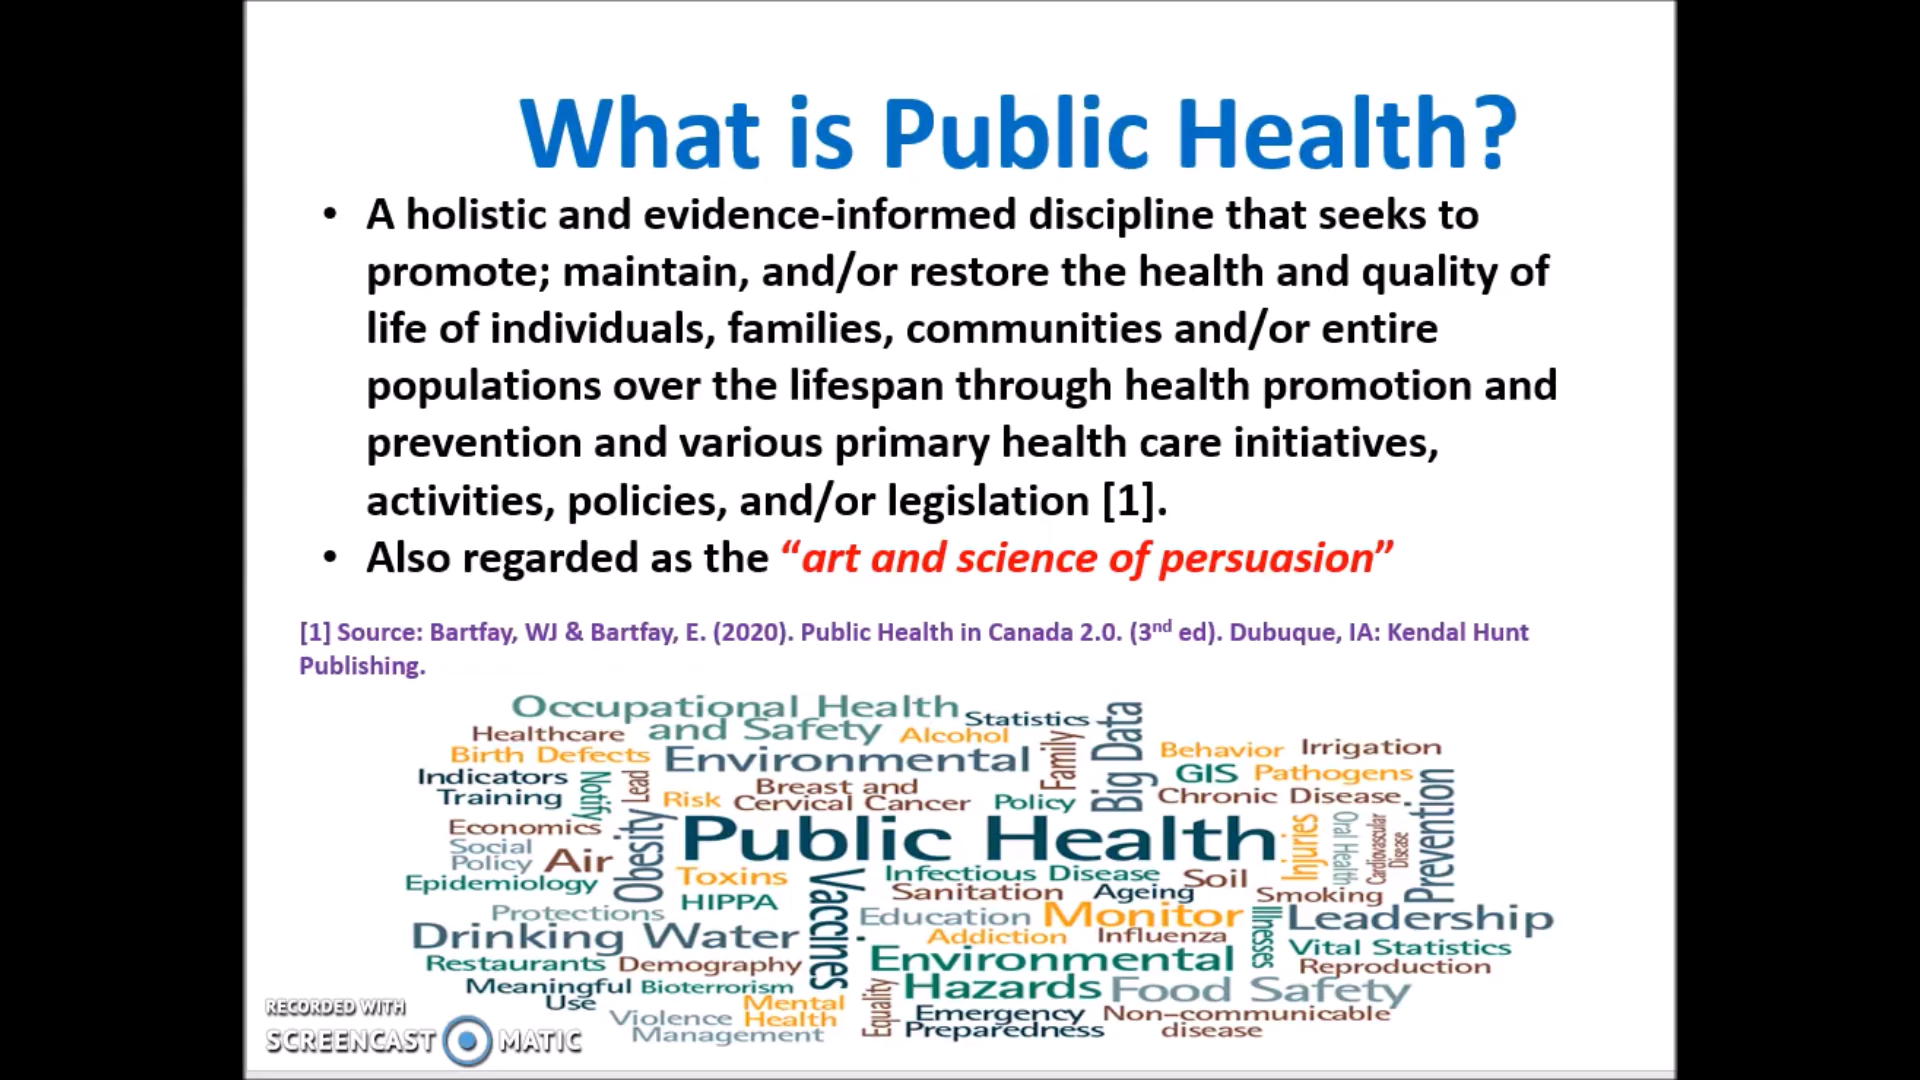 What is Public Health?
• A holistic and evidence-informed discipline that seeks to
promote; maintain, and/or restore the health and quality of
life of individuals, families, communities and/or entire
populations over the lifespan through health promotion and
prevention and various primary health care initiatives,
activities, policies, and/or legislation [1].
• Also regarded as the “art and science of persuasion”
[1] Source: Bartfay, WJ & Bartfay, E. (2020). Public Health in Canada 2.0. (3nd ed). Dubuque, IA: Kendal Hunt
Publishing.
Occupational Health
and Safety
Statistics
Big Data
Healthcare
Alcohol
Family
Birth Defects
Environmental
Behavior
Irrigation
Indicators
Notify
Lead
Breast and
Cervical Cancer
GIS
Pathogens
Training
Risk
Policy
Chronic Disease
Prevention
Economics
Obesity
Public Health
Injuries
Oral Health
Cardiovascular
Disease
Social
Policy
Air
Epidemiology
Toxins
Vaccines
Infectious Disease
Soil
HIPPA
Sanitation
Ageing
Smoking
Protections
Education
Monitor
Illnesses
Leadership
Drinking Water
Addiction
Influenza
Vital Statistics
Restaurants
Demography
Environmental
Hazards
Reproduction
Meaningful
Use
Bioterrorism
Equality
Food Safety
Mental
Health
Violence
Management
Emergency
Preparedness
Non-communicable
disease
RECORDED WITH
SCREENCAST MATIC